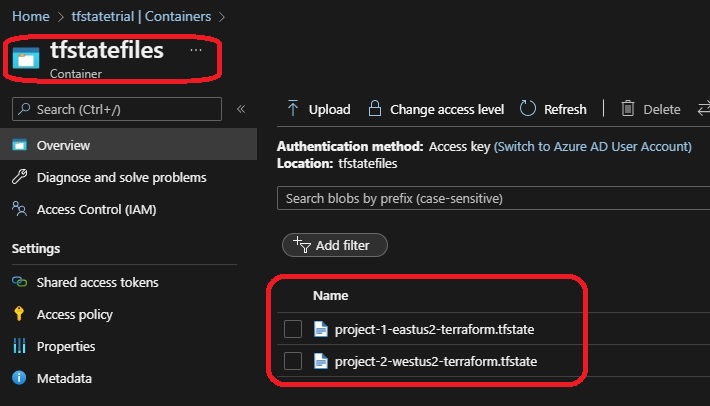 Home > tfstatetrial | Containers >
tfstatefiles ...
Container
Search (Ctrl+/) «
Overview
Diagnose and solve problems
Access Control (IAM)
Settings
Shared access tokens
Access policy
Properties
Metadata
Upload Change access level Refresh Delete
Authentication method: Access key (Switch to Azure AD User Account)
Location: tfstatefiles
Search blobs by prefix (case-sensitive)
Add filter
Name
project-1-eastus2-terraform.tfstate
project-2-westus2-terraform.tfstate